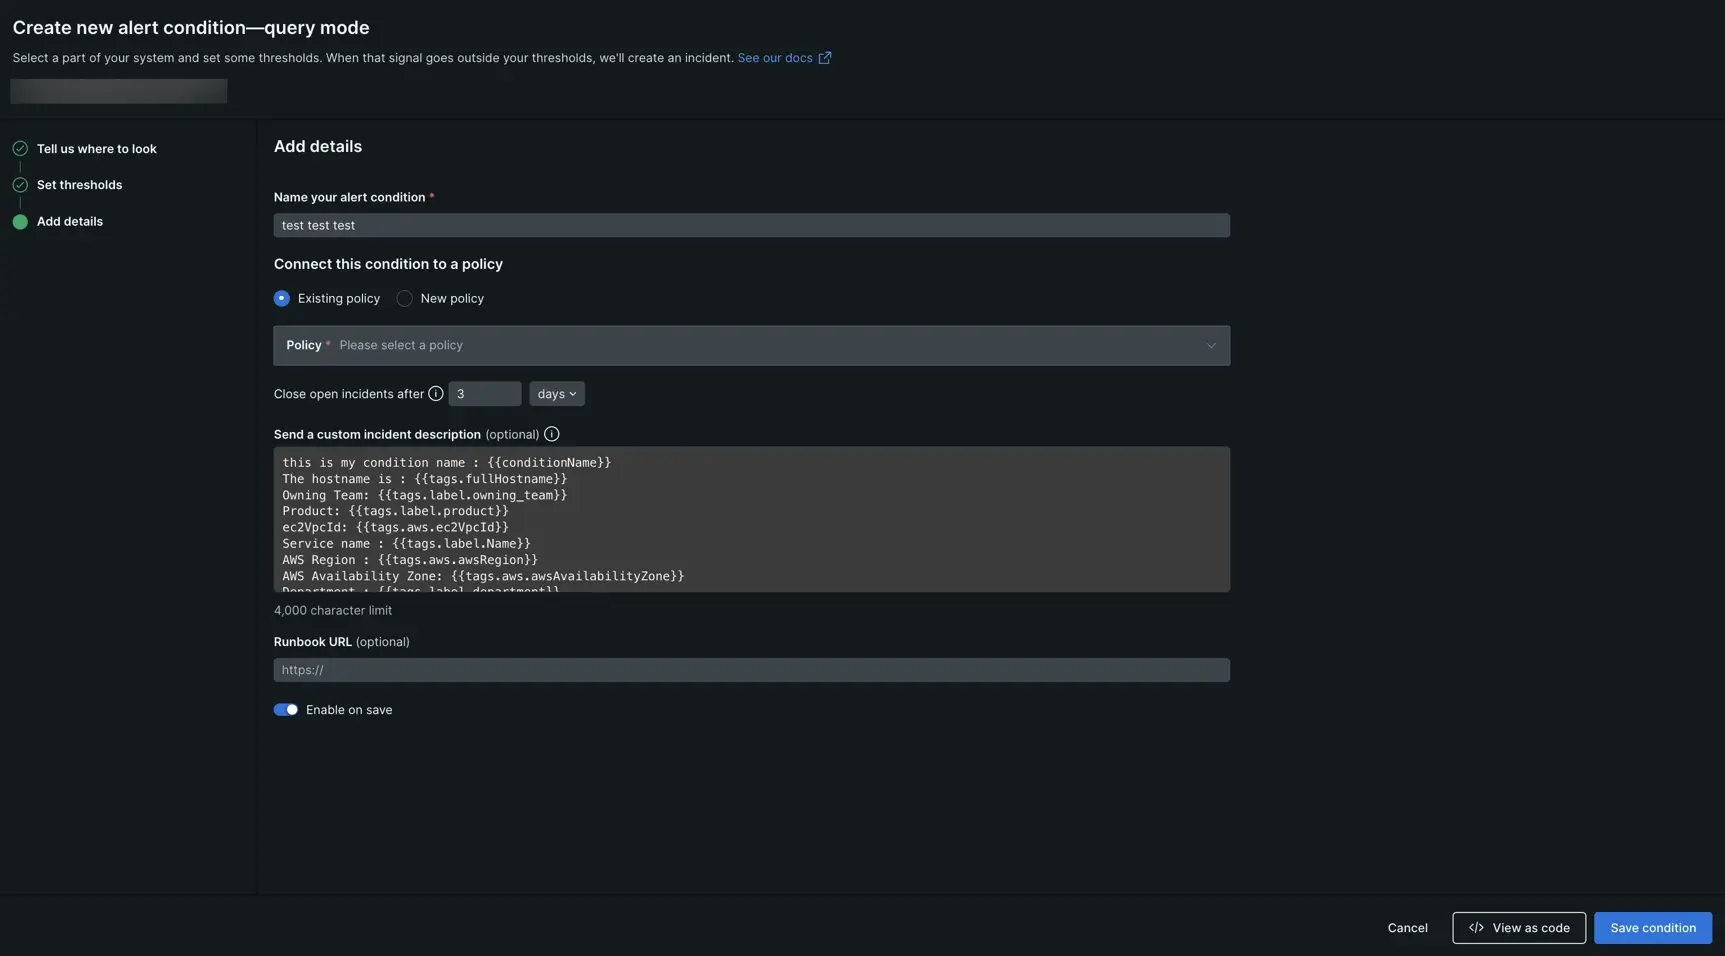 Create new alert condition—query mode
Select a part of your system and set some thresholds. When that signal goes outside your thresholds, we'll create an incident. See our docs
Tell us where to look
Set thresholds
Add details
Add details
Name your alert condition *
test test test
Connect this condition to a policy
Existing policy New policy
Policy * Please select a policy
Close open incidents after 3 days
Send a custom incident description (optional)
this is my condition name : {{conditionName}}
The hostname is : {{tags.fullHostname}}
Owning Team: {{tags.label.owning_team}}
Product: {{tags.label.product}}
ec2VpcId: {{tags.aws.ec2VpcId}}
Service name : {{tags.label.Name}}
AWS Region : {{tags.aws.awsRegion}}
AWS Availability Zone: {{tags.aws.awsAvailabilityZone}}
Department : {{tags.label.department}}
4,000 character limit
Runbook URL (optional)
https://
Enable on save
Cancel </> View as code Save condition